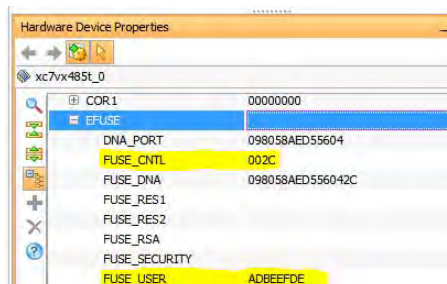 Hardware Device Properties
xc7vx485t_0
COR1 00000000
EFUSE
DNA_PORT 098058AED55604
FUSE_CNTL 002C
FUSE_DNA 098058AED556042C
FUSE_RES1
FUSE_RES2
FUSE_RSA
FUSE_SECURITY
FUSE_USER ADBEEFDE